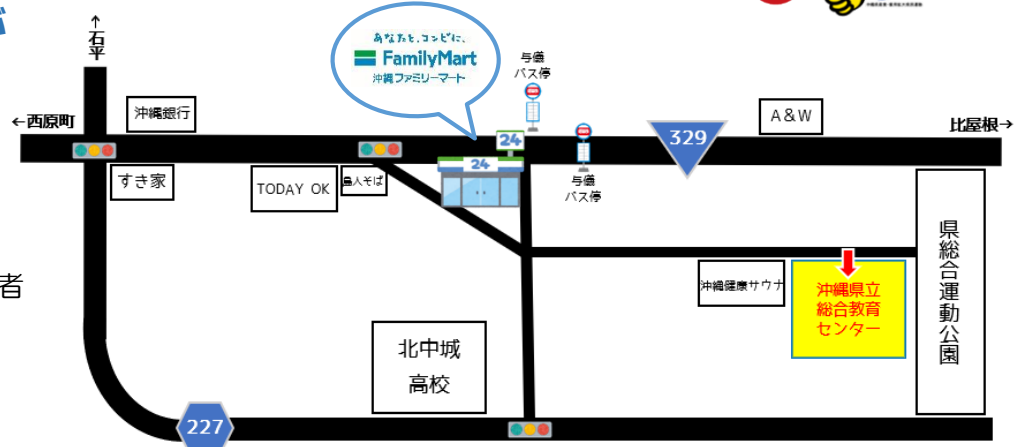 ↑
石平
あなたと、コンビに、
FamilyMart
沖縄ファミリーマート
与儀
バス停
←西原町
沖縄銀行
A&W
比屋根→
24
329
24
すき家
TODAY OK
島人そば
与儀
バス停
県総合運動公園
沖縄健康サウナ
沖縄県立
総合教育
センター
者
北中城
高校
227